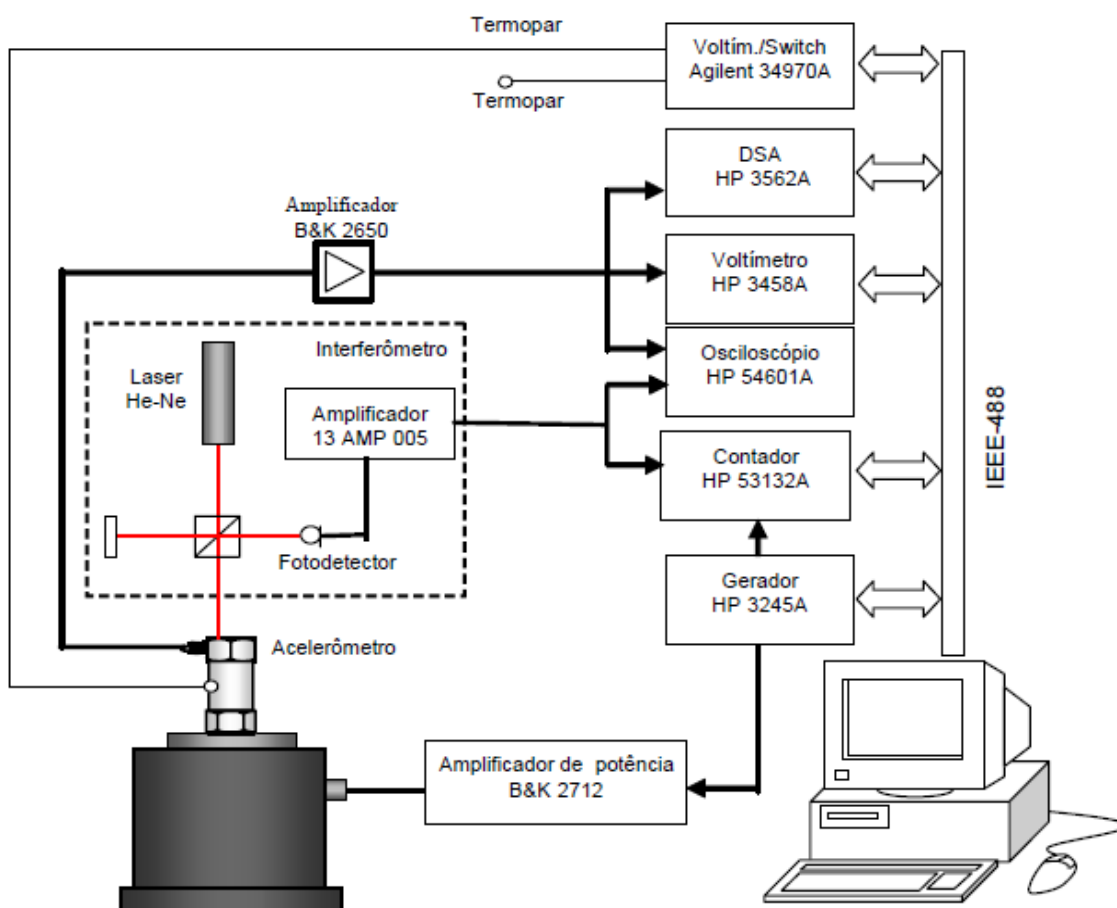 Termopar
Voltím./Switch
Agilent 34970A
Termopar
DSA
HP 3562A
Amplificador
B&K 2650
Voltímetro
HP 3458A
Interferômetro
Osciloscópio
HP 54601A
Laser
He-Ne
Amplificador
13 AMP 005
Contador
HP 53132A
IEEE-488
Fotodetector
Gerador
HP 3245A
Acelerômetro
Amplificador de potência
B&K 2712